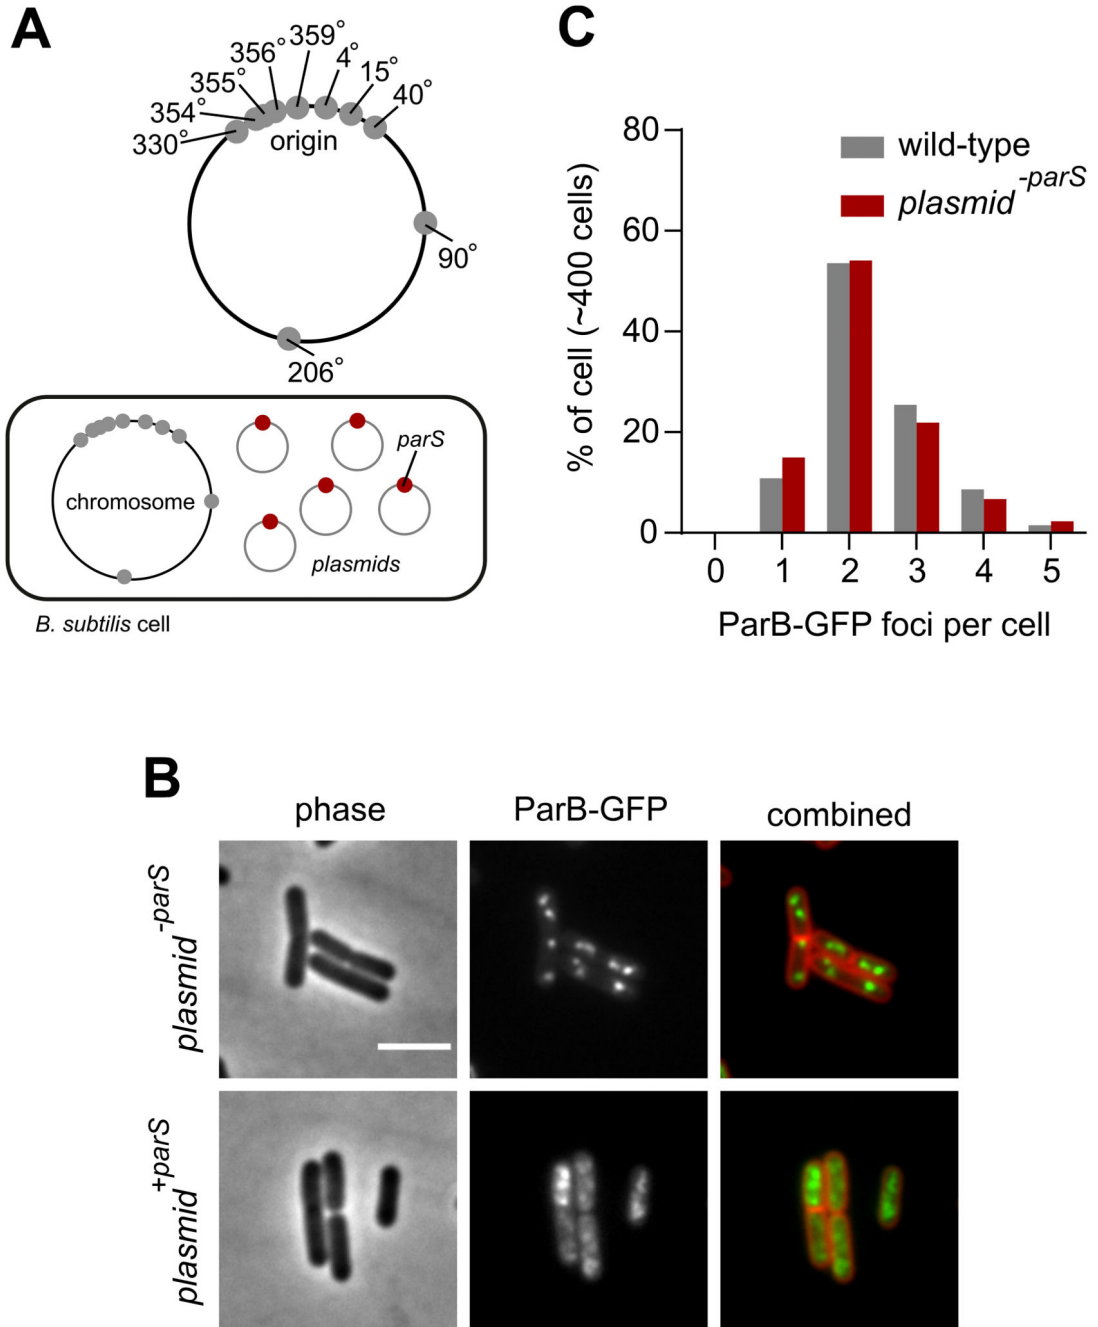 A
356° 359° 4° 15° 40°
355°
354°
330°
origin
90°
206°
chromosome
parS
plasmids
B. subtilis cell
C
% of cell (~400 cells)
80
60
40
20
0
wild-type
plasmid-parS
0 1 2 3 4 5
ParB-GFP foci per cell
B
phase ParB-GFP combined
plasmid-parS
plasmid+parS